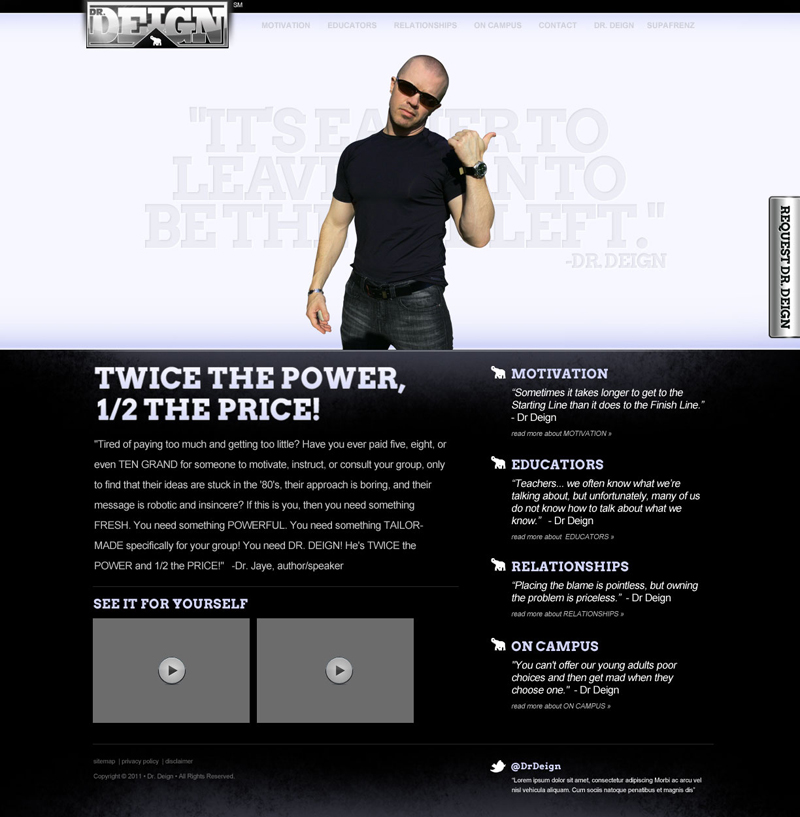 DR.
DEIGN
SM
MOTIVATION EDUCATORS RELATIONSHIPS ON CAMPUS CONTACT DR. DEIGN SUPAFRENZ
"IT'S EA ER TO
LEAV N TO
BE TH LEFT."
-DR. DEIGN
REQUEST DR. DEIGN
TWICE THE POWER,
1/2 THE PRICE!
"Tired of paying too much and getting too little? Have you ever paid five, eight, or
even TEN GRAND for someone to motivate, instruct, or consult your group, only
to find that their ideas are stuck in the '80's, their approach is boring, and their
message is robotic and insincere? If this is you, then you need something
FRESH. You need something POWERFUL. You need something TAILOR-
MADE specifically for your group! You need DR. DEIGN! He's TWICE the
POWER and 1/2 the PRICE!" -Dr. Jaye, author/speaker
SEE IT FOR YOURSELF
MOTIVATION
“Sometimes it takes longer to get to the
Starting Line than it does to the Finish Line.”
- Dr Deign
read more about MOTIVATION »
EDUCATIORS
“Teachers... we often know what we're
talking about, but unfortunately, many of us
do not know how to talk about what we
know.” - Dr Deign
read more about EDUCATORS »
RELATIONSHIPS
“Placing the blame is pointless, but owning
the problem is priceless.” - Dr Deign
read more about RELATIONSHIPS »
ON CAMPUS
"You can't offer our young adults poor
choices and then get mad when they
choose one." - Dr Deign
read more about ON CAMPUS »
sitemap | privacy policy | disclaimer
Copyright © 2011 • Dr. Deign • All Rights Reserved.
@DrDeign
"Lorem ipsum dolor sit amet, consectetur adipiscing Morbi ac arcu vel
nisl vehicula aliquam. Cum sociis natoque penatibus et magnis dis"